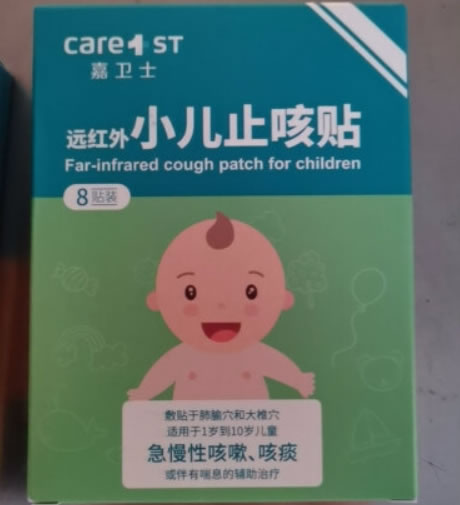 care1ST
嘉卫士
远红外小儿止咳贴
Far-infrared cough patch for children
8贴装
敷贴于肺腧穴和大椎穴
适用于1岁到10岁儿童
急慢性咳嗽、咳痰
或伴有喘息的辅助治疗